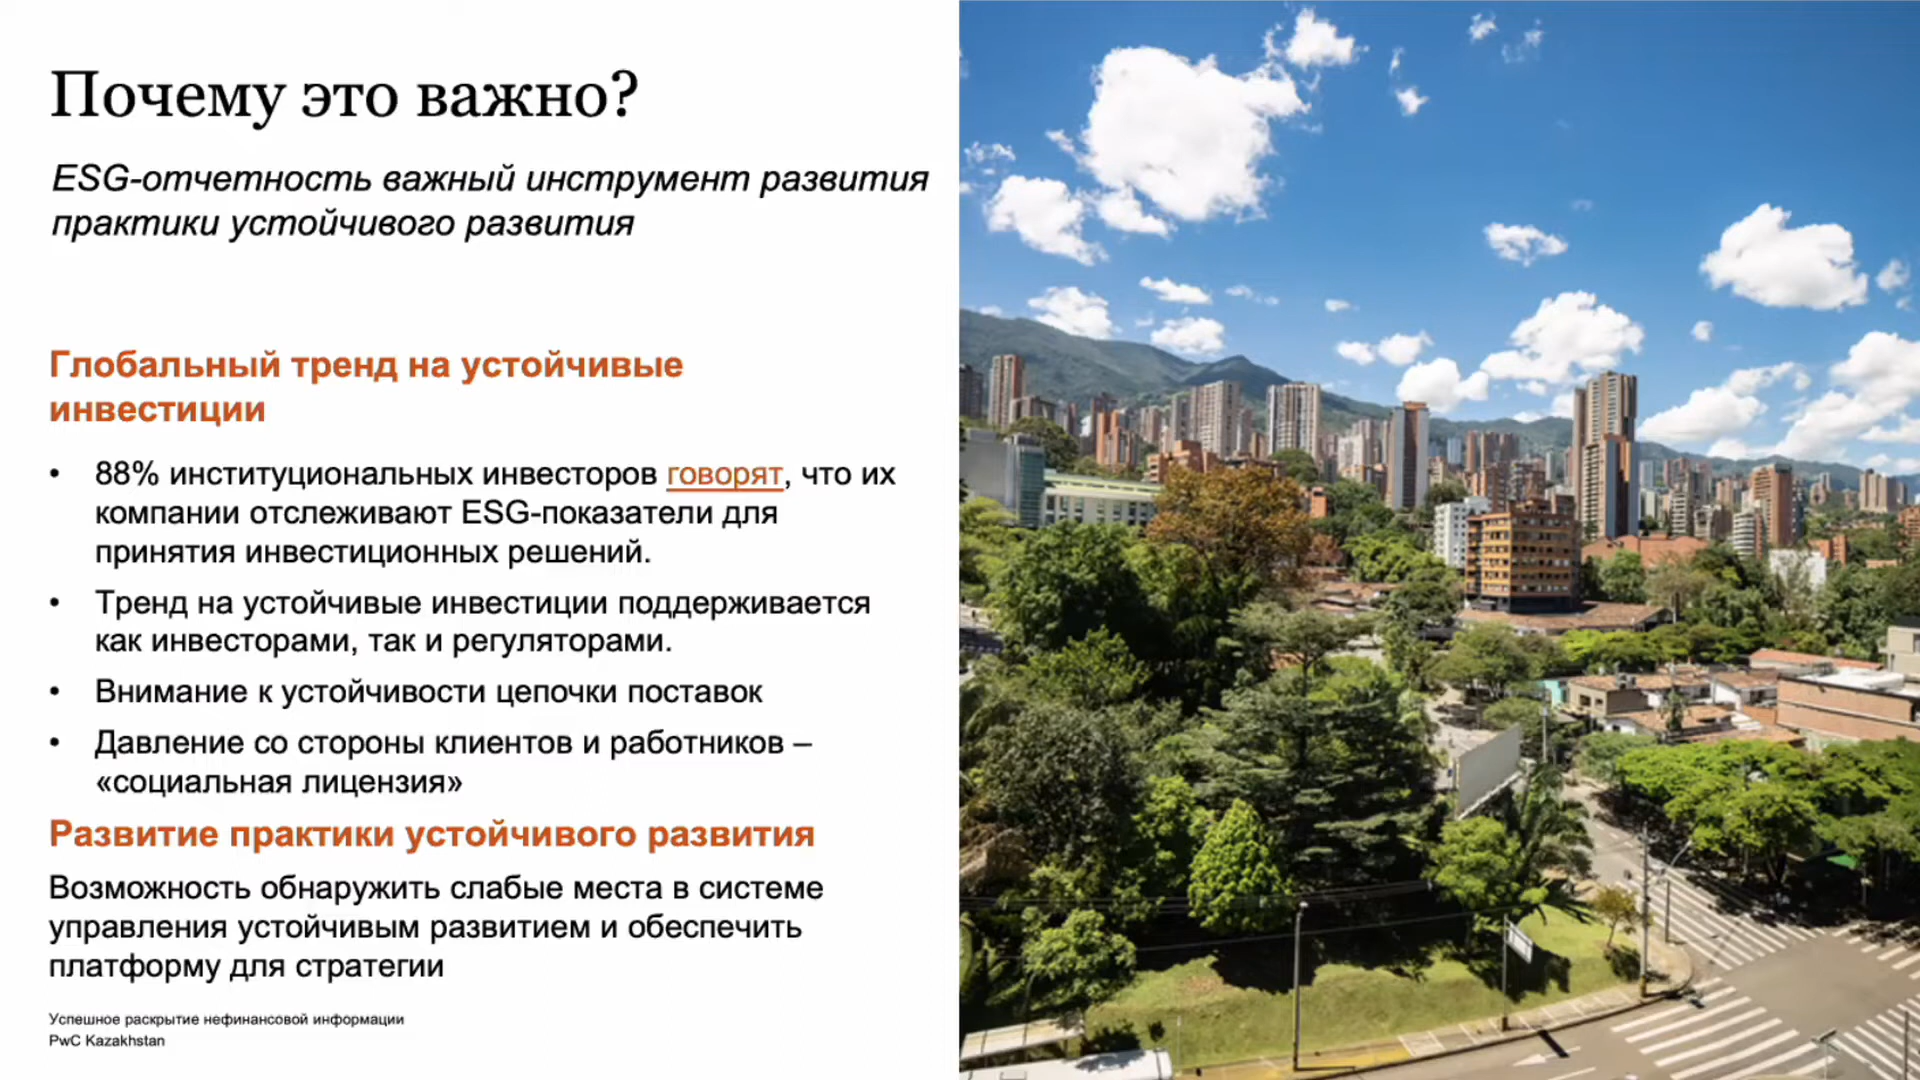 Почему это важно?
ESG-отчетность важный инструмент развития
практики устойчивого развития
Глобальный тренд на устойчивые
инвестиции
• 88% институциональных инвесторов говорят, что их
компании отслеживают ESG-показатели для
принятия инвестиционных решений.
• Тренд на устойчивые инвестиции поддерживается
как инвесторами, так и регуляторами.
• Внимание к устойчивости цепочки поставок
• Давление со стороны клиентов и работников –
«социальная лицензия»
Развитие практики устойчивого развития
Возможность обнаружить слабые места в системе
управления устойчивым развитием и обеспечить
платформу для стратегии
Успешное раскрытие нефинансовой информации
PwC Kazakhstan